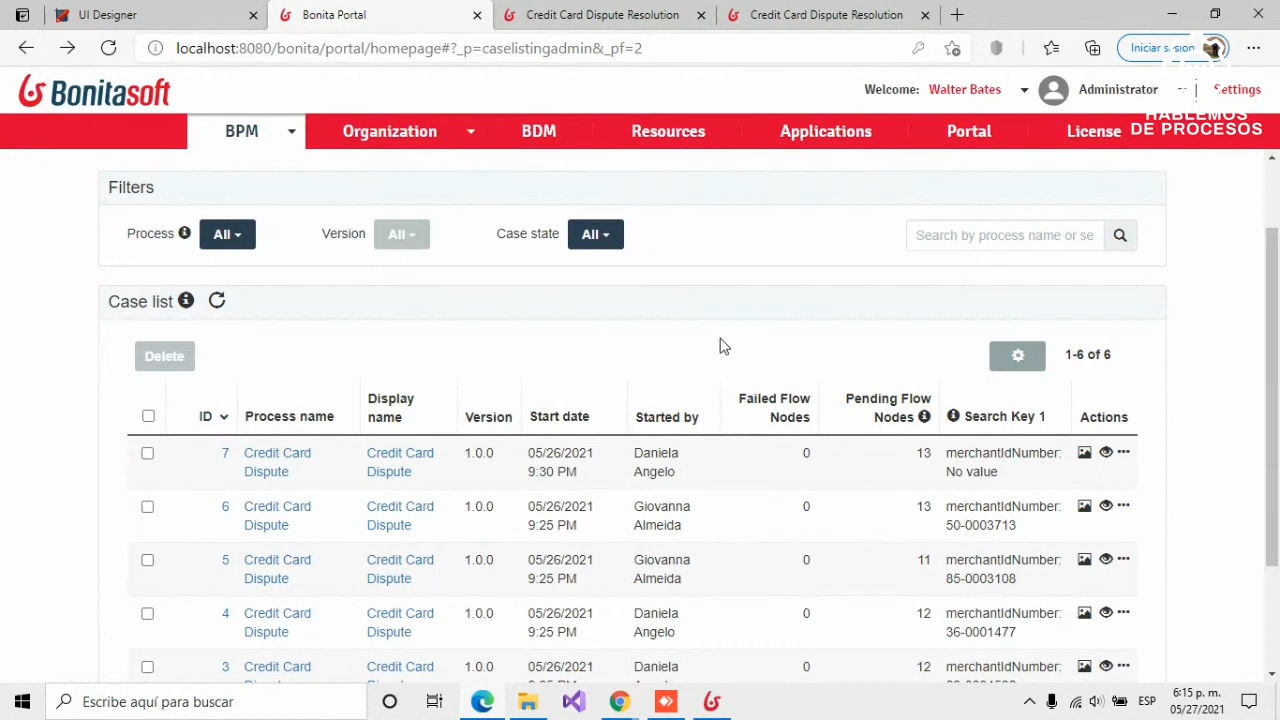 UI Designer
Bonita Portal
Credit Card Dispute Resolution
Credit Card Dispute Resolution
localhost:8080/bonita/portal/homepage#?_p=caselistingadmin&_pf=2
Iniciar sesión
Bonitasoft
Welcome: Walter Bates
Administrator
Settings
HABLEMOS
DE PROCESOS
BPM
Organization
BDM
Resources
Applications
Portal
License
Filters
Process
All
Version
All
Case state
All
Search by process name or se
Case list
Delete
1-6 of 6
ID
Process name
Display name
Version
Start date
Started by
Failed Flow Nodes
Pending Flow Nodes
Search Key 1
Actions
7 Credit Card Dispute Credit Card Dispute 1.0.0 05/26/2021 9:30 PM Daniela Angelo 0 13 merchantIdNumber: No value
6 Credit Card Dispute Credit Card Dispute 1.0.0 05/26/2021 9:25 PM Giovanna Almeida 0 13 merchantIdNumber: 50-0003713
5 Credit Card Dispute Credit Card Dispute 1.0.0 05/26/2021 9:25 PM Giovanna Almeida 0 11 merchantIdNumber: 85-0003108
4 Credit Card Dispute Credit Card Dispute 1.0.0 05/26/2021 9:25 PM Daniela Angelo 0 12 merchantIdNumber: 36-0001477
3 Credit Card 1.0.0 05/26/2021 Daniela 0 12 merchantIdNumber:
Credit Card
Escribe aquí para buscar
ESP
6:15 p. m.
05/27/2021